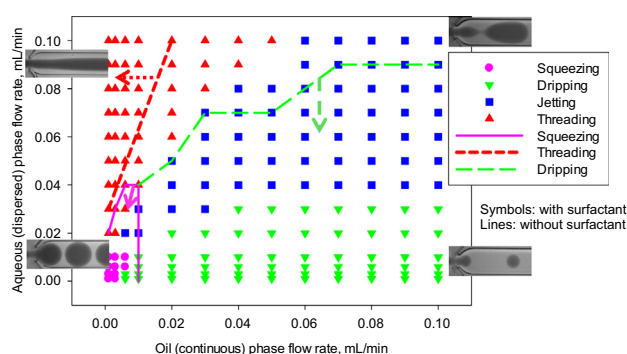 Aqueous (dispersed) phase flow rate, mL/min
0.10
0.08
0.06
0.04
0.02
0.00
0.00 0.02 0.04 0.06 0.08 0.10
Oil (continuous) phase flow rate, mL/min
Squeezing
Dripping
Jetting
Threading
Squeezing
Threading
Dripping
Symbols: with surfactant
Lines: without surfactant